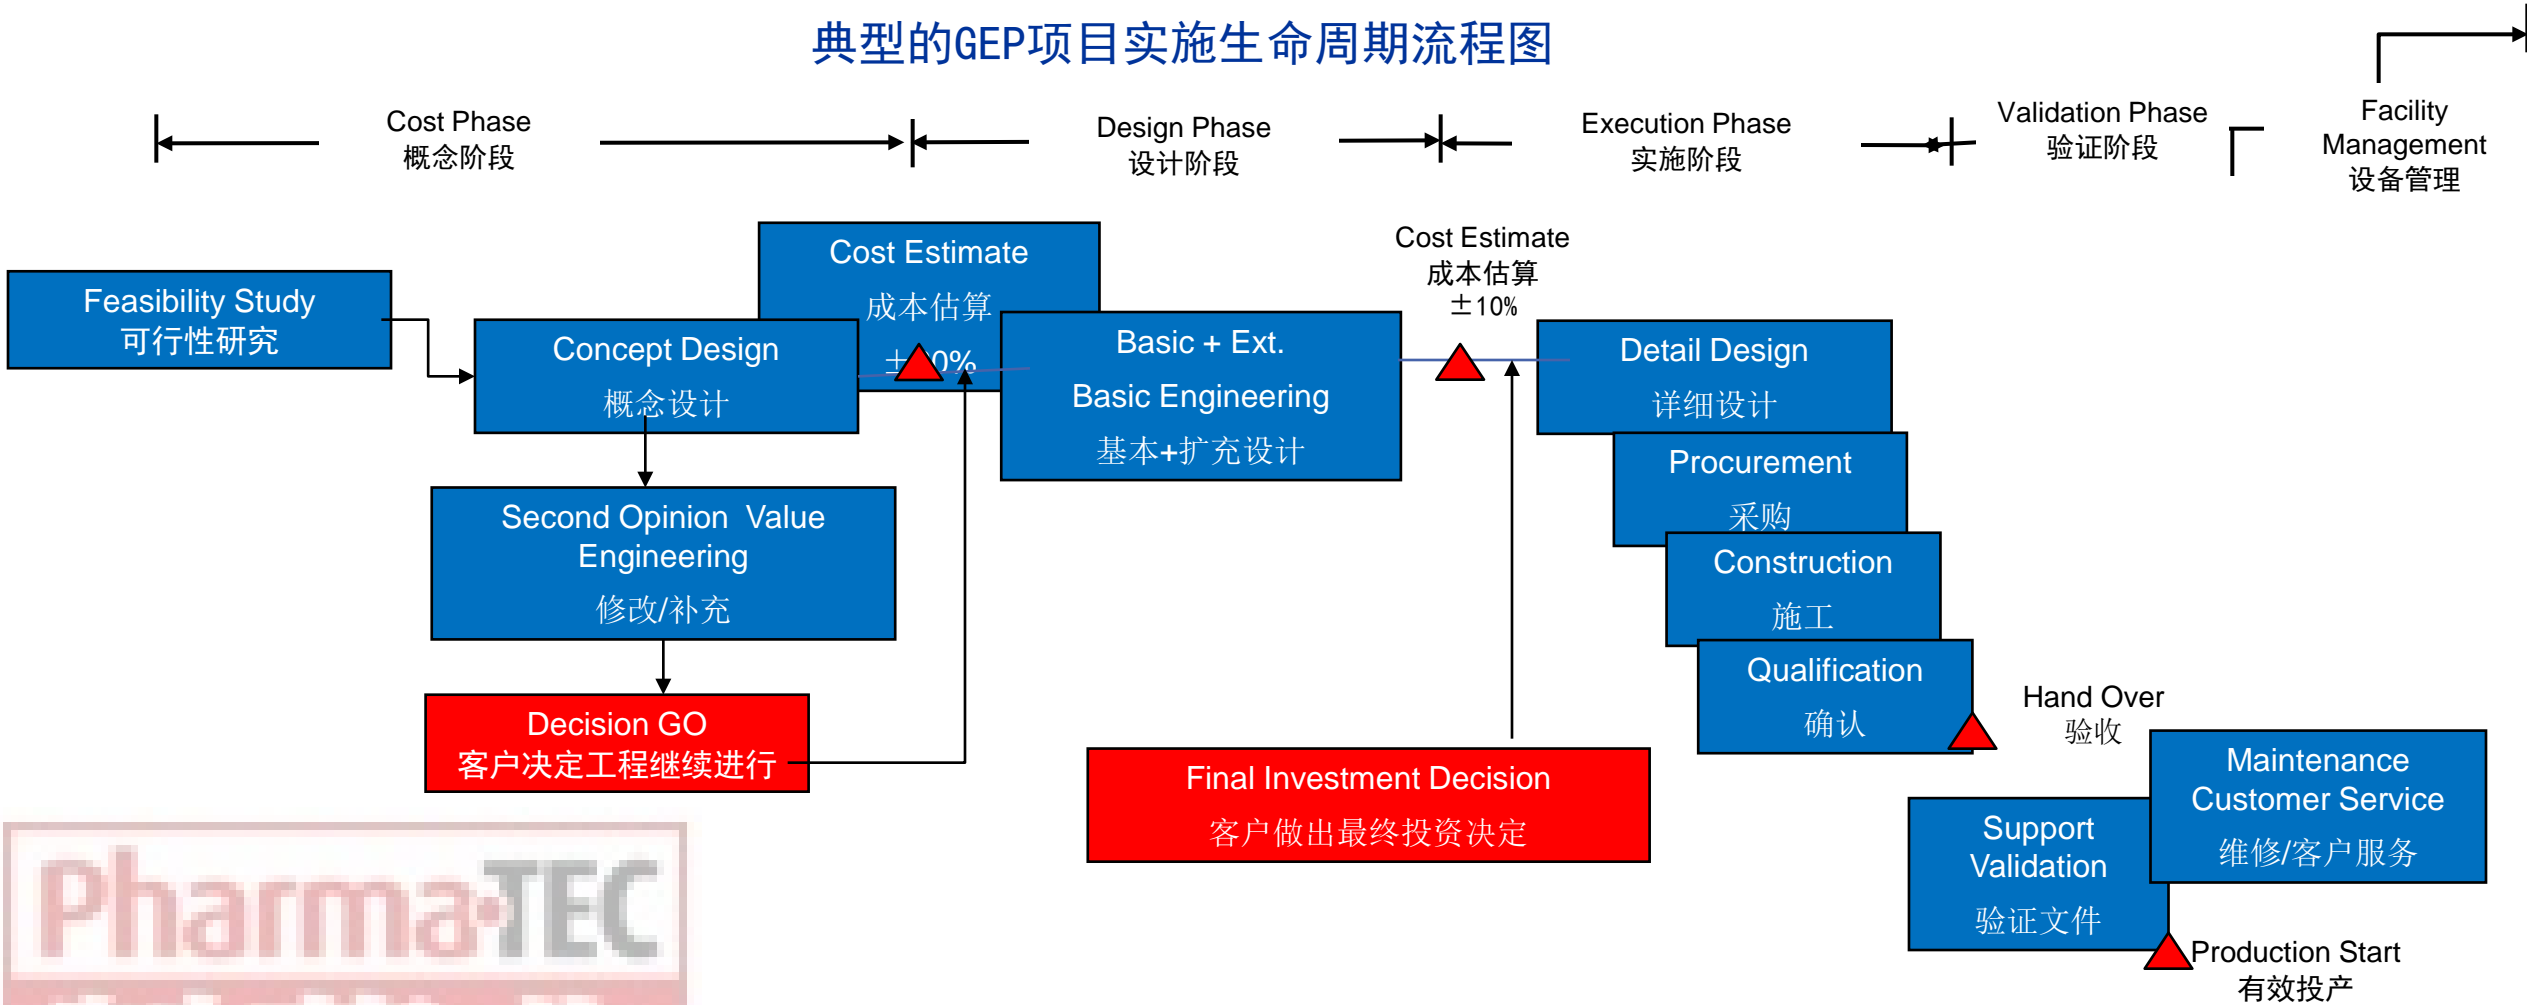 典型的GEP项目实施生命周期流程图
Cost Phase
概念阶段
Design Phase
设计阶段
Execution Phase
实施阶段
Validation Phase
验证阶段
Facility
Management
设备管理
Feasibility Study
可行性研究
Cost Estimate
成本估算
Concept Design
概念设计
Basic + Ext.
Basic Engineering
基本+扩充设计
Cost Estimate
成本估算
±10%
Detail Design
详细设计
Procurement
采购
Construction
施工
Qualification
确认
Second Opinion Value
Engineering
修改/补充
Decision GO
客户决定工程继续进行
Final Investment Decision
客户做出最终投资决定
Hand Over
验收
Maintenance
Customer Service
维修/客户服务
Support
Validation
验证文件
Production Start
有效投产
Pharma•TEC